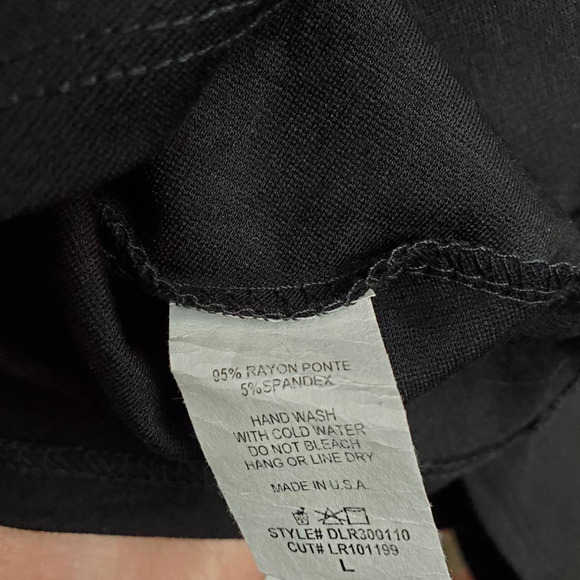 95% RAYON PONTE
5%SPANDEX
HAND WASH
WITH COLD WATER
DO NOT BLEACH
HANG OR LINE DRY
MADE IN U.S.A.
STYLE# DLR300110
CUT# LR101199
L